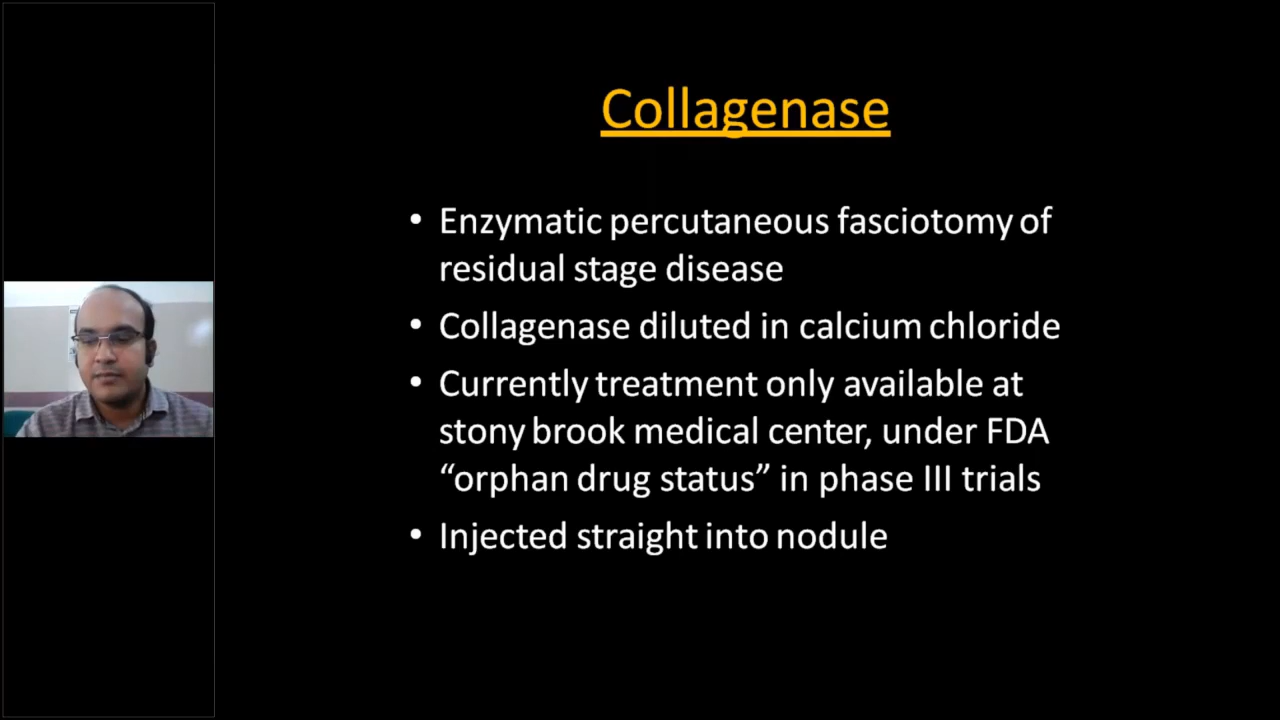 Collagenase
• Enzymatic percutaneous fasciotomy of
residual stage disease
• Collagenase diluted in calcium chloride
• Currently treatment only available at
stony brook medical center, under FDA
“orphan drug status” in phase III trials
• Injected straight into nodule